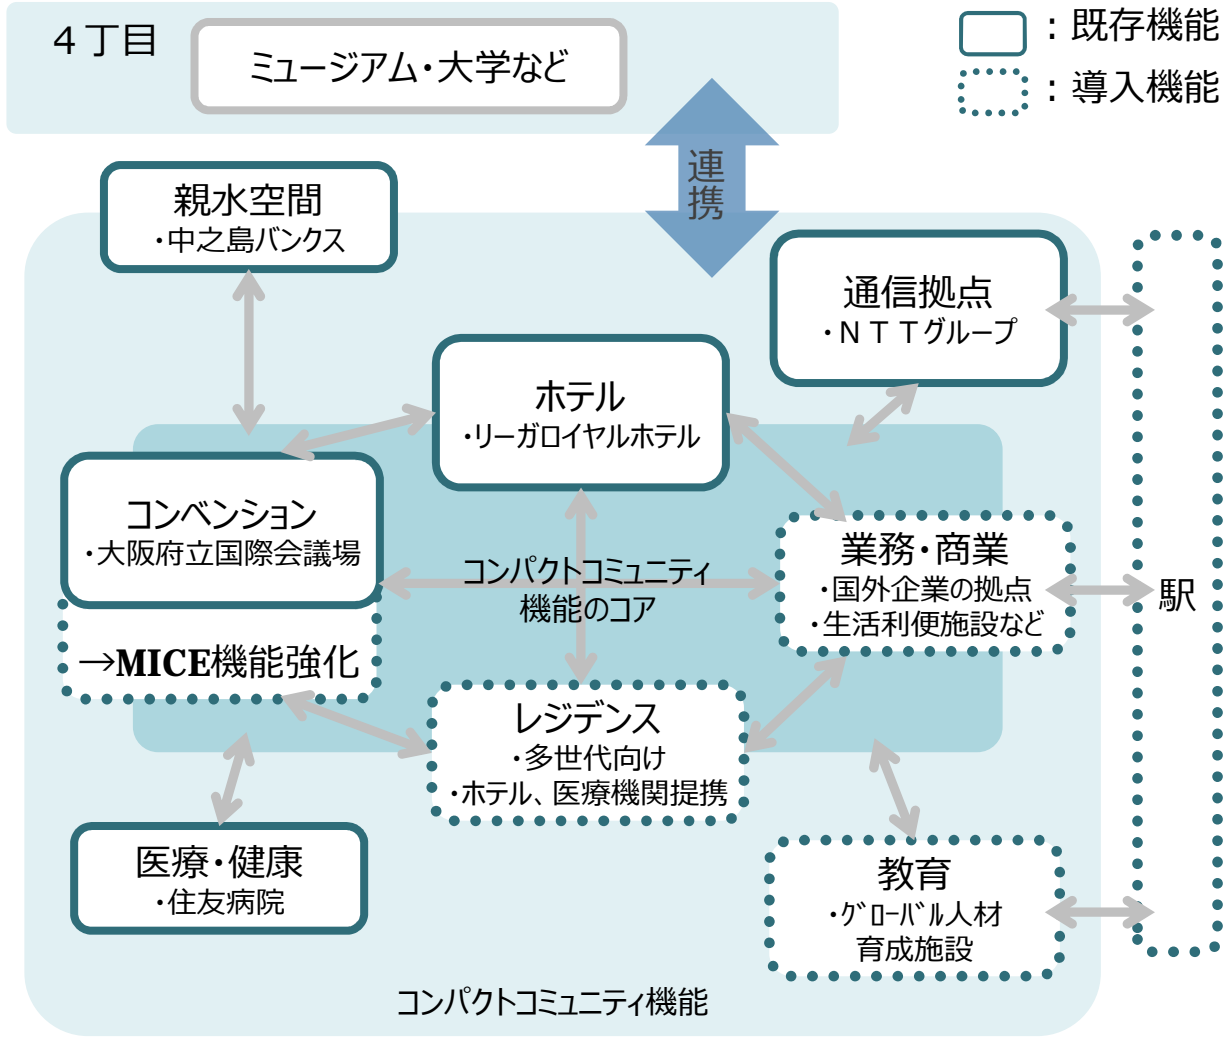 ４丁目
ミュージアム・大学など
：既存機能
：導入機能
連
携
親水空間
・中之島バンクス
通信拠点
・ＮＴＴグループ
ホテル
・リーガロイヤルホテル
コンベンション
・大阪府立国際会議場
→MICE機能強化
コンパクトコミュニティ
機能のコア
業務・商業
・国外企業の拠点
・生活利便施設など
駅
レジデンス
・多世代向け
・ホテル、医療機関提携
医療・健康
・住友病院
教育
・ｸﾞﾛｰﾊﾞﾙ人材
育成施設
コンパクトコミュニティ機能